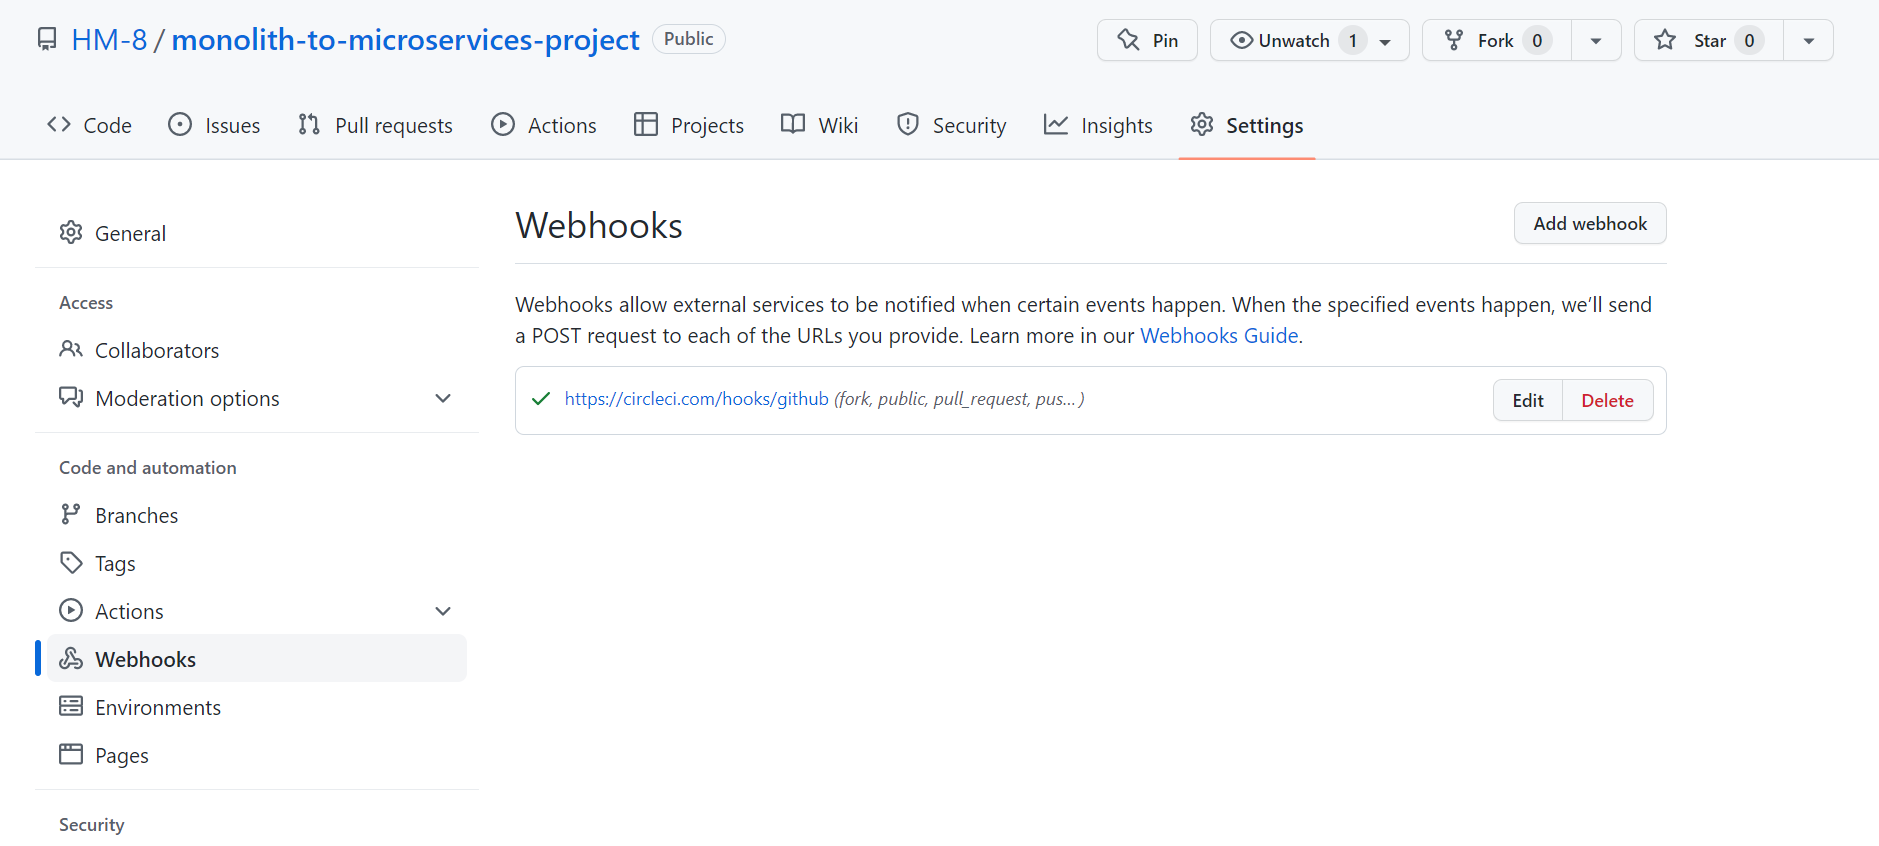 HM-8 / monolith-to-microservices-project Public Pin Unwatch 1 Fork 0 Star 0
Code Issues Pull requests Actions Projects Wiki Security Insights Settings
General
Access
Collaborators
Moderation options
Code and automation
Branches
Tags
Actions
Webhooks
Environments
Pages
Security
Webhooks Add webhook
Webhooks allow external services to be notified when certain events happen. When the specified events happen, we’ll send
a POST request to each of the URLs you provide. Learn more in our Webhooks Guide.
https://circleci.com/hooks/github (fork, public, pull_request, pus...) Edit Delete